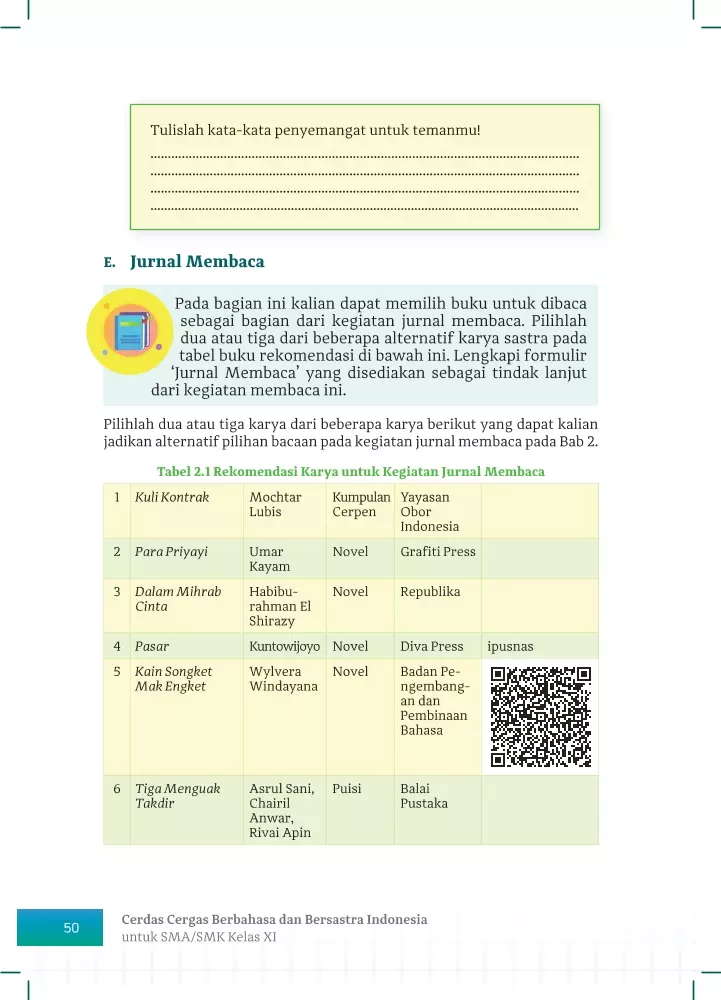 Tulislah kata-kata penyemangat untuk temanmu!
E. Jurnal Membaca
Pada bagian ini kalian dapat memilih buku untuk dibaca
sebagai bagian dari kegiatan jurnal membaca. Pilihlah
dua atau tiga dari beberapa alternatif karya sastra pada
tabel buku rekomendasi di bawah ini. Lengkapi formulir
‘Jurnal Membaca’ yang disediakan sebagai tindak lanjut
dari kegiatan membaca ini.
Pilihlah dua atau tiga karya dari beberapa karya berikut yang dapat kalian
jadikan alternatif pilihan bacaan pada kegiatan jurnal membaca pada Bab 2.
Tabel 2.1 Rekomendasi Karya untuk Kegiatan Jurnal Membaca
1 Kuli Kontrak Mochtar Kumpulan Yayasan
Lubis Cerpen Obor
Indonesia
2 Para Priyayi Umar Novel Grafiti Press
Kayam
3 Dalam Mihrab Habibu- Novel Republika
Cinta rahman El
Shirazy
4 Pasar Kuntowijoyo Novel Diva Press ipusnas
5 Kain Songket Wylvera Novel Badan Pe-
Mak Engket Windayana ngembang-
an dan
Pembinaan
Bahasa
6 Tiga Menguak Asrul Sani, Puisi Balai
Takdir Chairil Pustaka
Anwar,
Rivai Apin
50
Cerdas Cergas Berbahasa dan Bersastra Indonesia
untuk SMA/SMK Kelas XI